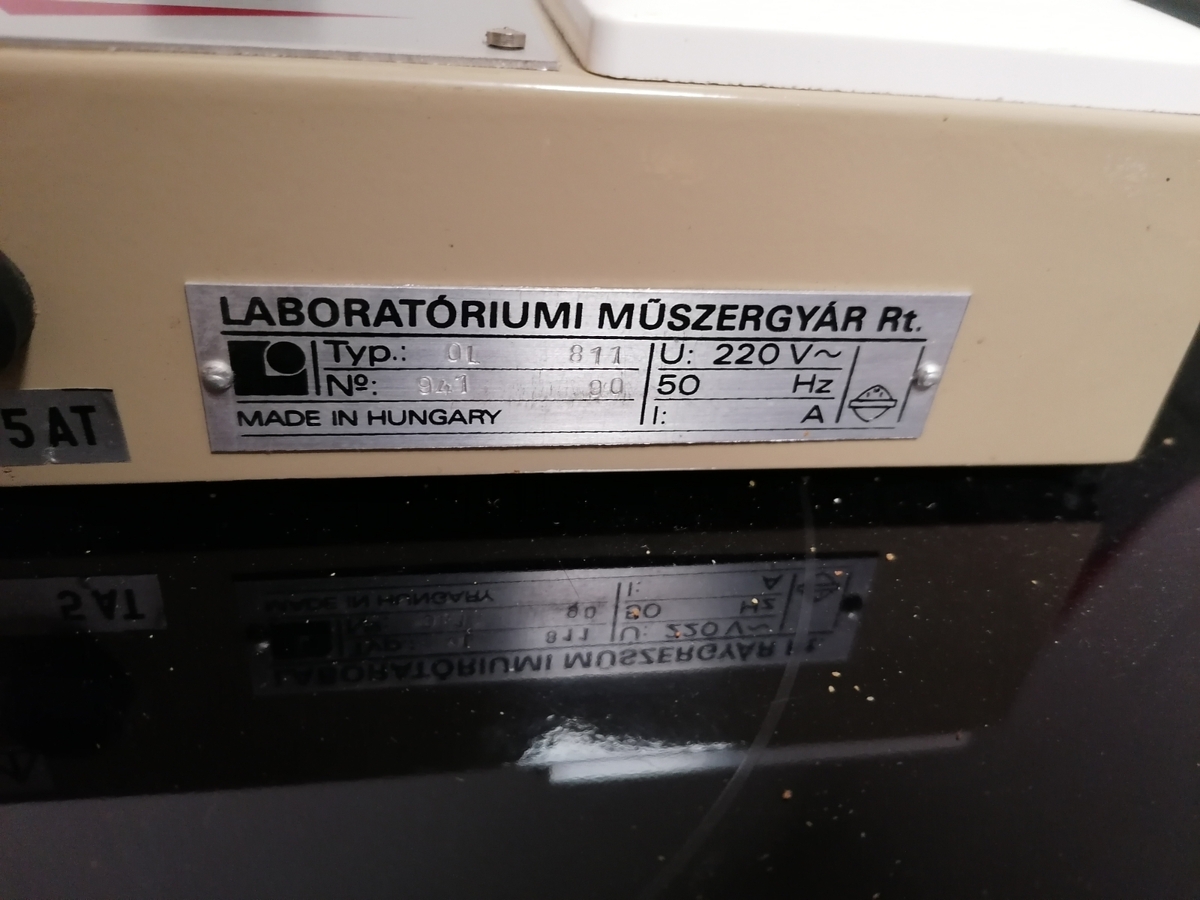 LABORATÓRIUMI MŰSZERGYÁR Rt.
Typ.: OL 811
Nº: 941 90
MADE IN HUNGARY
U: 220 V~
50 Hz
I: A
5 AT